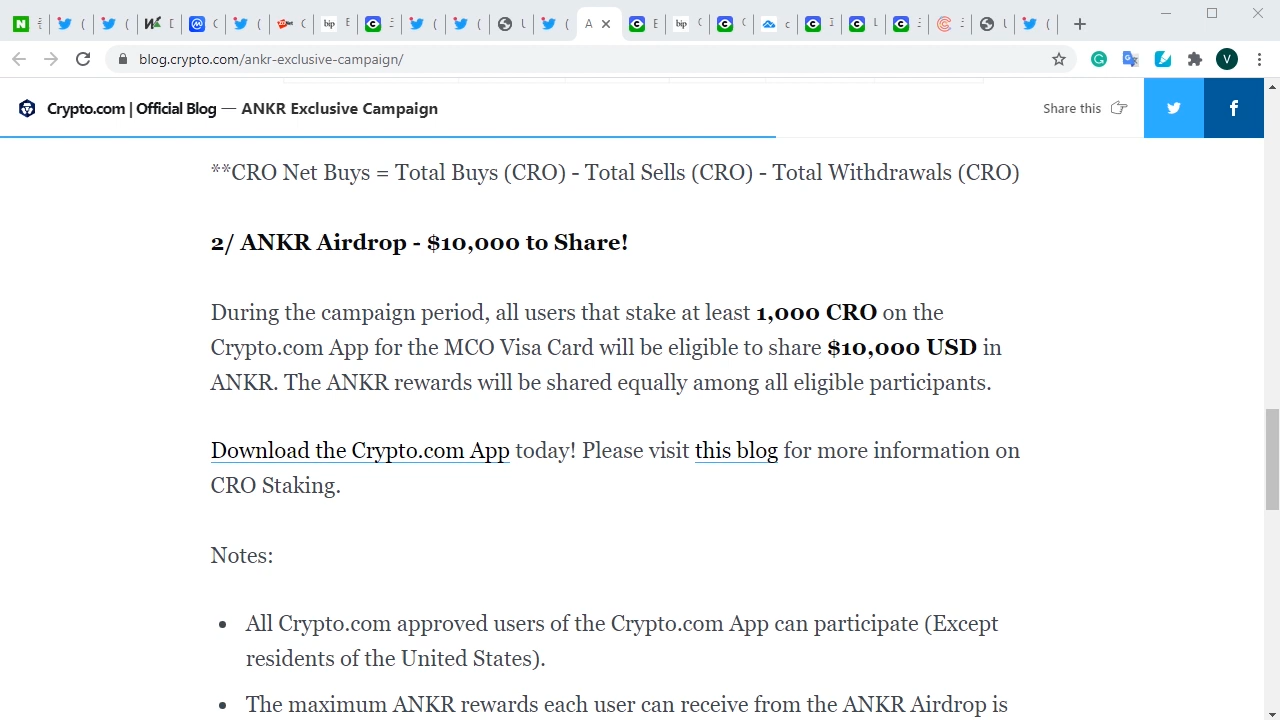 blog.crypto.com/ankr-exclusive-campaign/
V
Crypto.com | Official Blog — ANKR Exclusive Campaign
Share this
**CRO Net Buys = Total Buys (CRO) - Total Sells (CRO) - Total Withdrawals (CRO)
2/ ANKR Airdrop - $10,000 to Share!
During the campaign period, all users that stake at least 1,000 CRO on the
Crypto.com App for the MCO Visa Card will be eligible to share $10,000 USD in
ANKR. The ANKR rewards will be shared equally among all eligible participants.
Download the Crypto.com App today! Please visit this blog for more information on
CRO Staking.
Notes:
All Crypto.com approved users of the Crypto.com App can participate (Except
residents of the United States).
The maximum ANKR rewards each user can receive from the ANKR Airdrop is